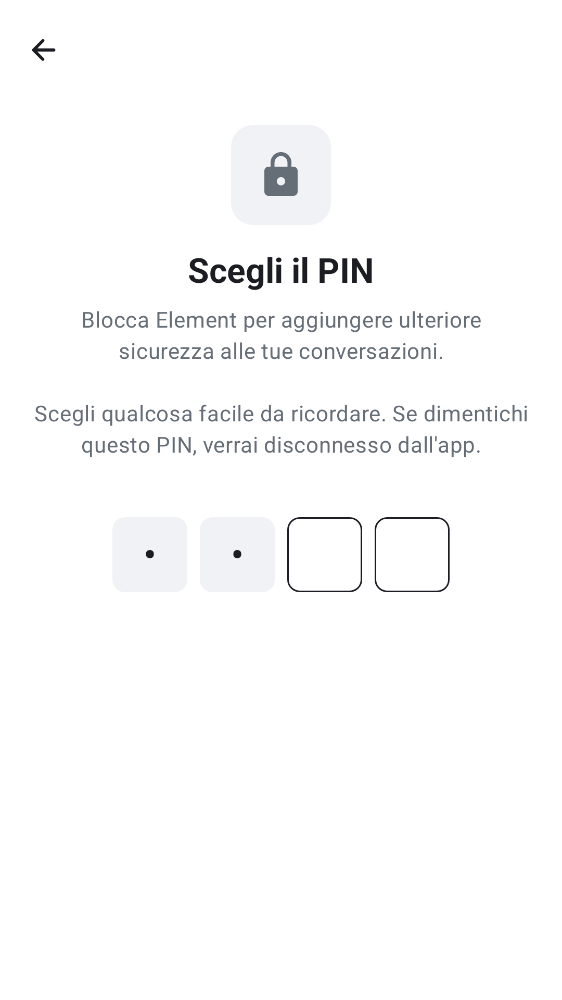 Scegli il PIN
Blocca Element per aggiungere ulteriore
sicurezza alle tue conversazioni.
Scegli qualcosa facile da ricordare. Se dimentichi
questo PIN, verrai disconnesso dall'app.